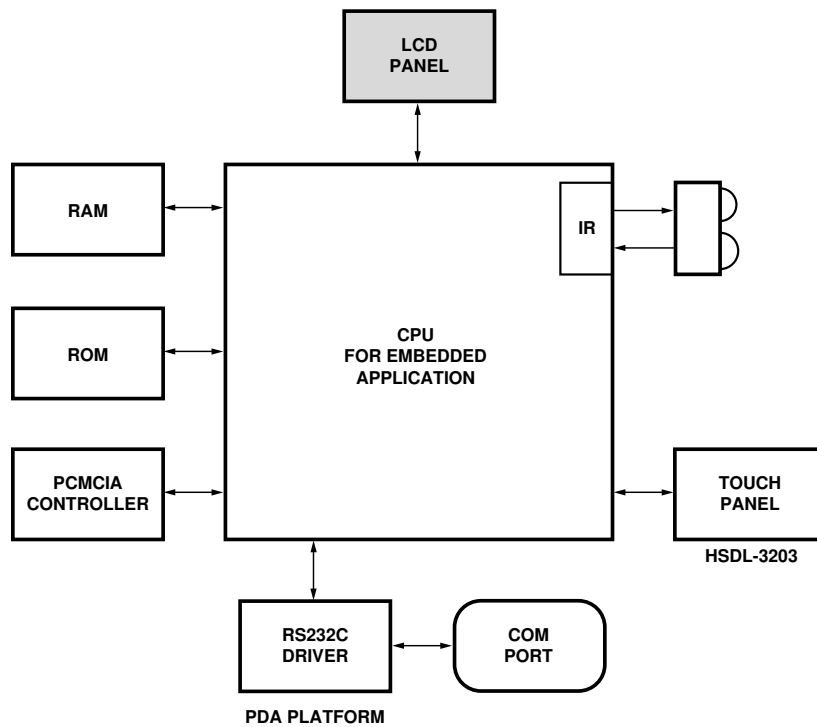 LCD
PANEL
RAM
IR
ROM
CPU
FOR EMBEDDED
APPLICATION
PCMCIA
CONTROLLER
TOUCH
PANEL
HSDL-3203
RS232C
DRIVER
COM
PORT
PDA PLATFORM